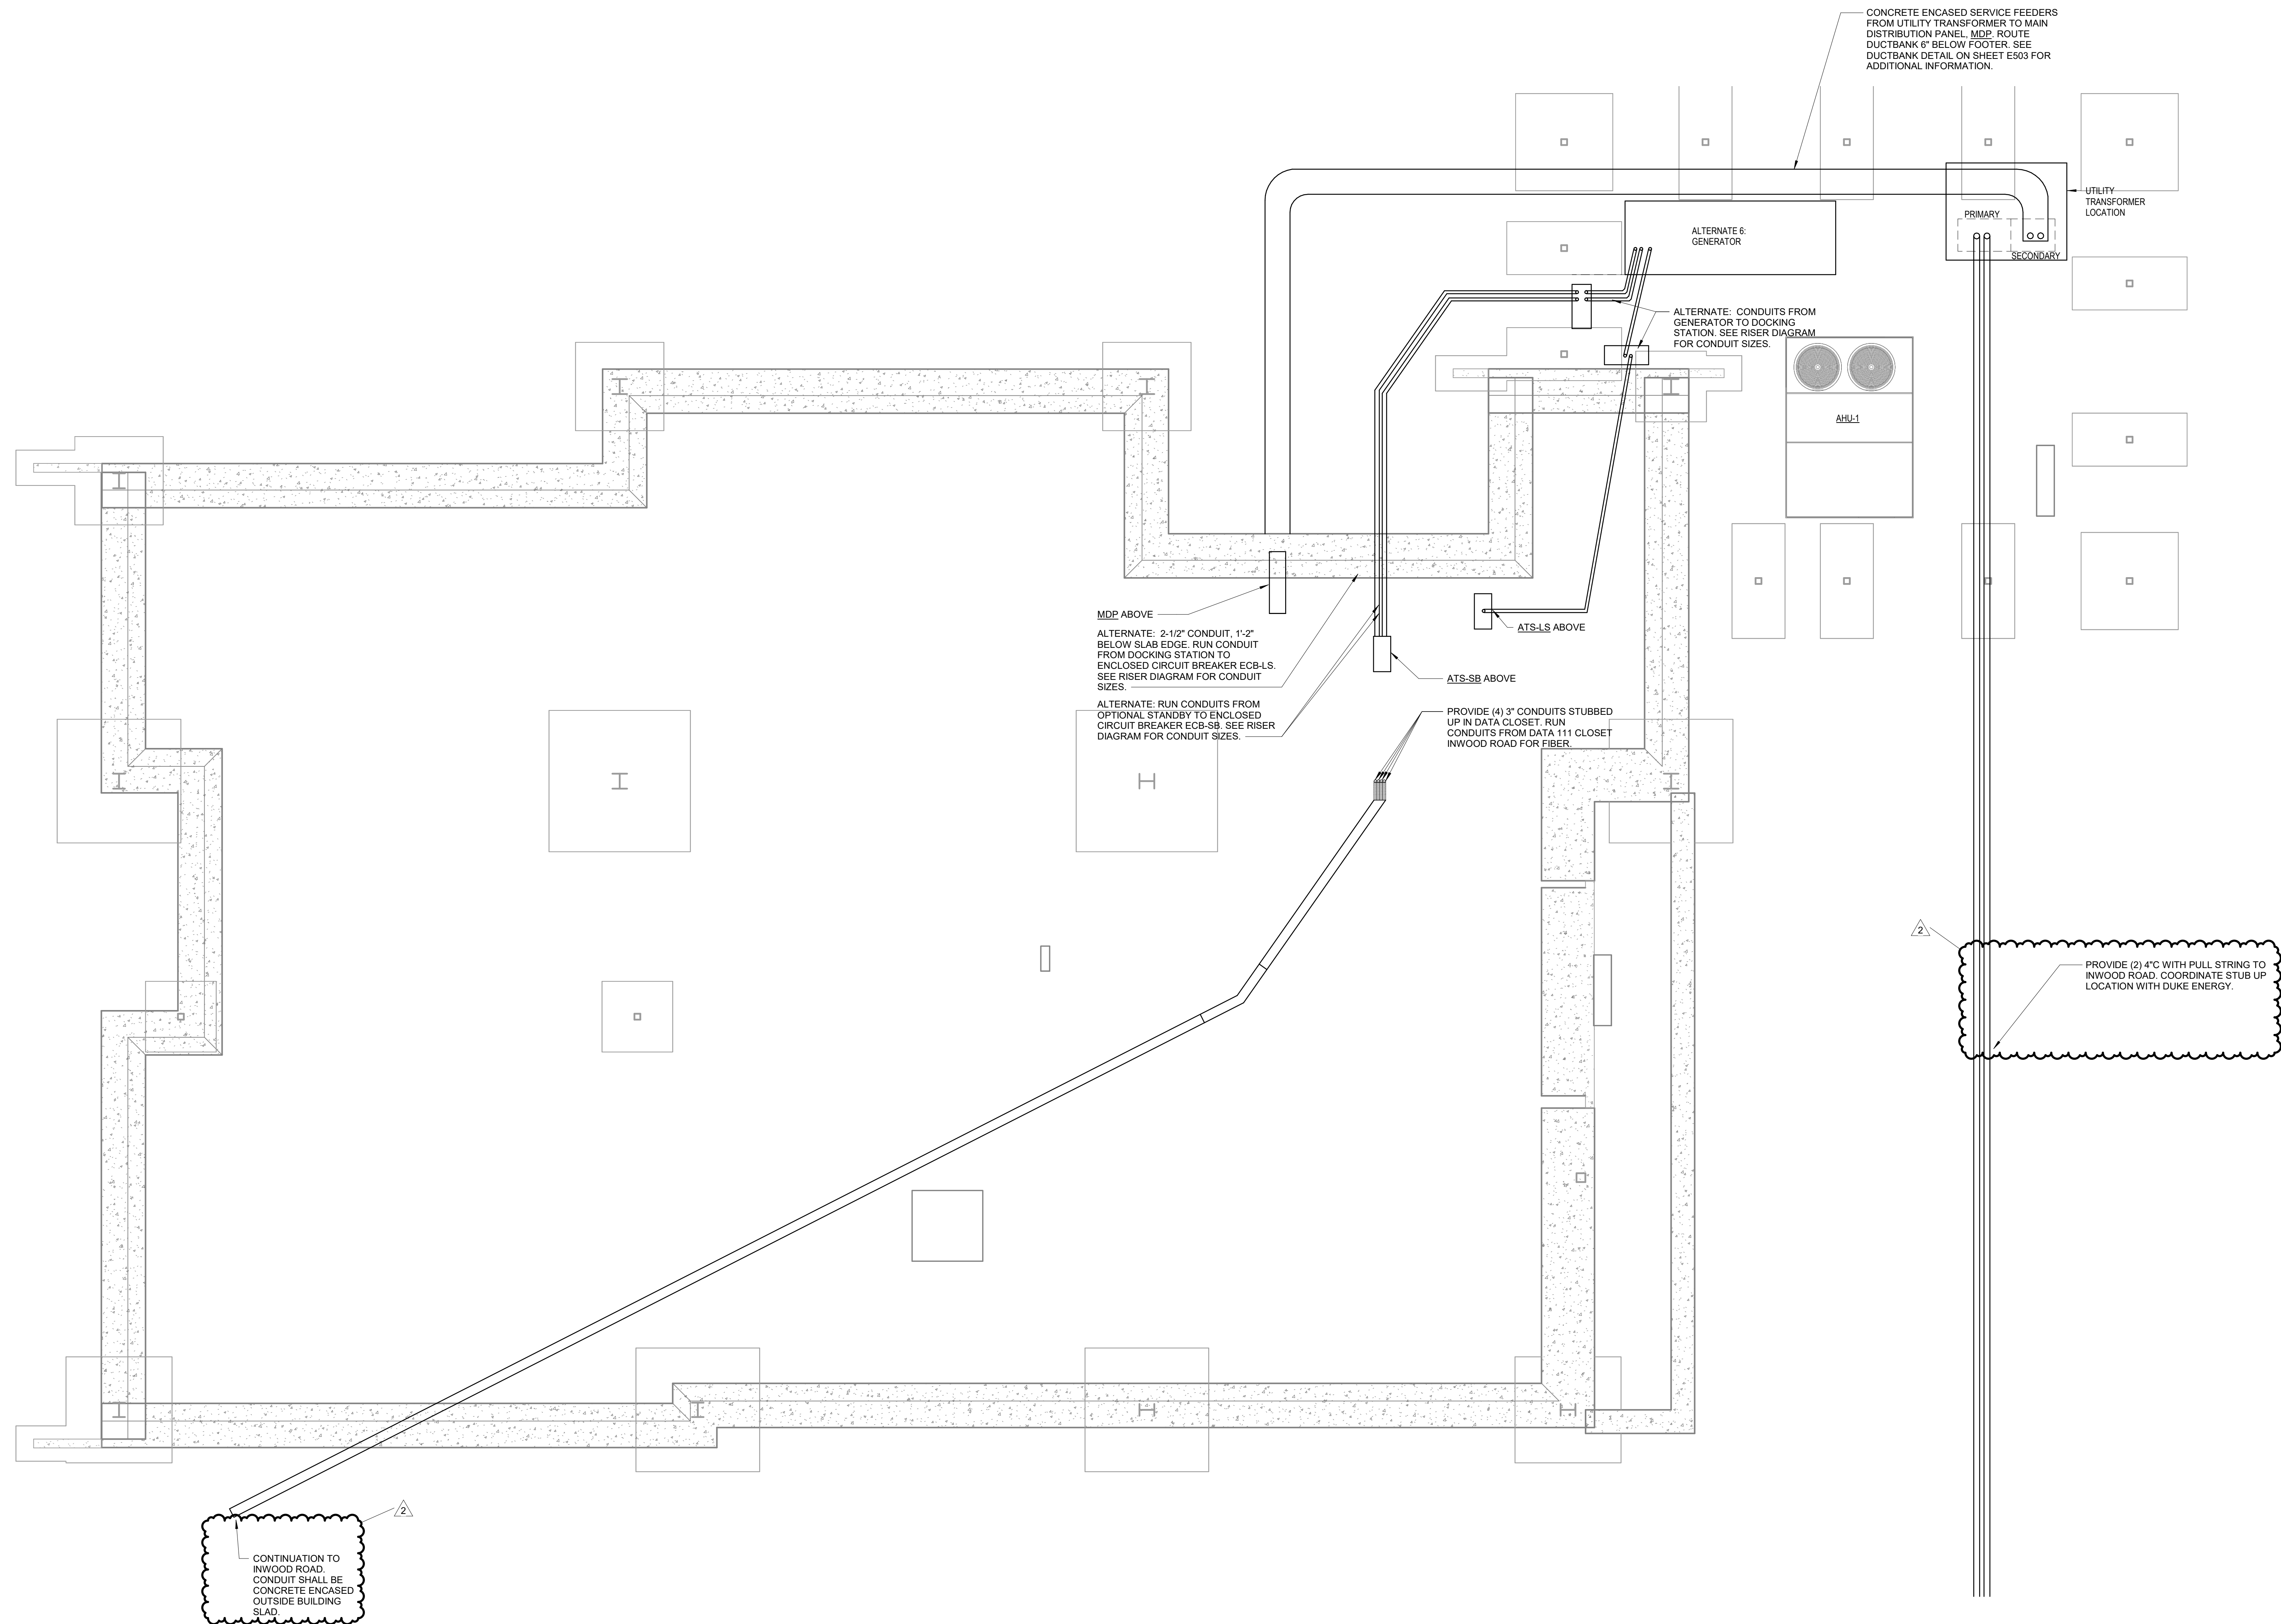 CONCRETE ENCASED SERVICE FEEDERS
FROM UTILITY TRANSFORMER TO MAIN
DISTRIBUTION PANEL, MDP. ROUTE
DUCTBANK 6" BELOW FOOTER. SEE
DUCTBANK DETAIL ON SHEET E503 FOR
ADDITIONAL INFORMATION.
UTILITY
TRANSFORMER
LOCATION
PRIMARY
SECONDARY
ALTERNATE 6:
GENERATOR
ALTERNATE: CONDUITS FROM
GENERATOR TO DOCKING
STATION. SEE RISER DIAGRAM
FOR CONDUIT SIZES.
AHU-1
MDP ABOVE
ALTERNATE: 2-1/2" CONDUIT, 1'-2"
BELOW SLAB EDGE. RUN CONDUIT
FROM DOCKING STATION TO
ENCLOSED CIRCUIT BREAKER ECB-LS.
SEE RISER DIAGRAM FOR CONDUIT
SIZES.
ALTERNATE: RUN CONDUITS FROM
OPTIONAL STANDBY TO ENCLOSED
CIRCUIT BREAKER ECB-SB. SEE RISER
DIAGRAM FOR CONDUIT SIZES.
ATS-LS ABOVE
ATS-SB ABOVE
PROVIDE (4) 3" CONDUITS STUBBED
UP IN DATA CLOSET. RUN
CONDUITS FROM DATA 111 CLOSET
INWOOD ROAD FOR FIBER.
2
PROVIDE (2) 4"C WITH PULL STRING TO
INWOOD ROAD. COORDINATE STUB UP
LOCATION WITH DUKE ENERGY.
2
CONTINUATION TO
INWOOD ROAD.
CONDUIT SHALL BE
CONCRETE ENCASED
OUTSIDE BUILDING
SLAD.